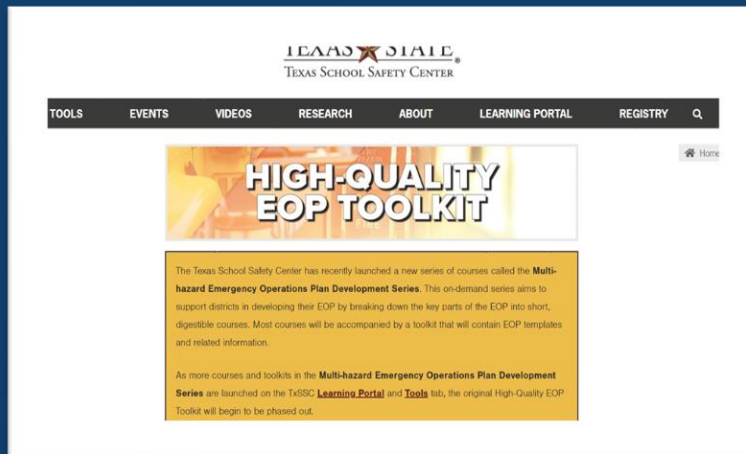 TEXAS STATE®
TEXAS SCHOOL SAFETY CENTER
TOOLS EVENTS VIDEOS RESEARCH ABOUT LEARNING PORTAL REGISTRY
Home
HIGH-QUALITY
EOP TOOLKIT
The Texas School Safety Center has recently launched a new series of courses called the Multi-
hazard Emergency Operations Plan Development Series. This on-demand series aims to
support districts in developing their EOP by breaking down the key parts of the EOP into short,
digestible courses. Most courses will be accompanied by a toolkit that will contain EOP templates
and related information.
As more courses and toolkits in the Multi-hazard Emergency Operations Plan Development
Series are launched on the TxSSC Learning Portal and Tools tab, the original High-Quality EOP
Toolkit will begin to be phased out.